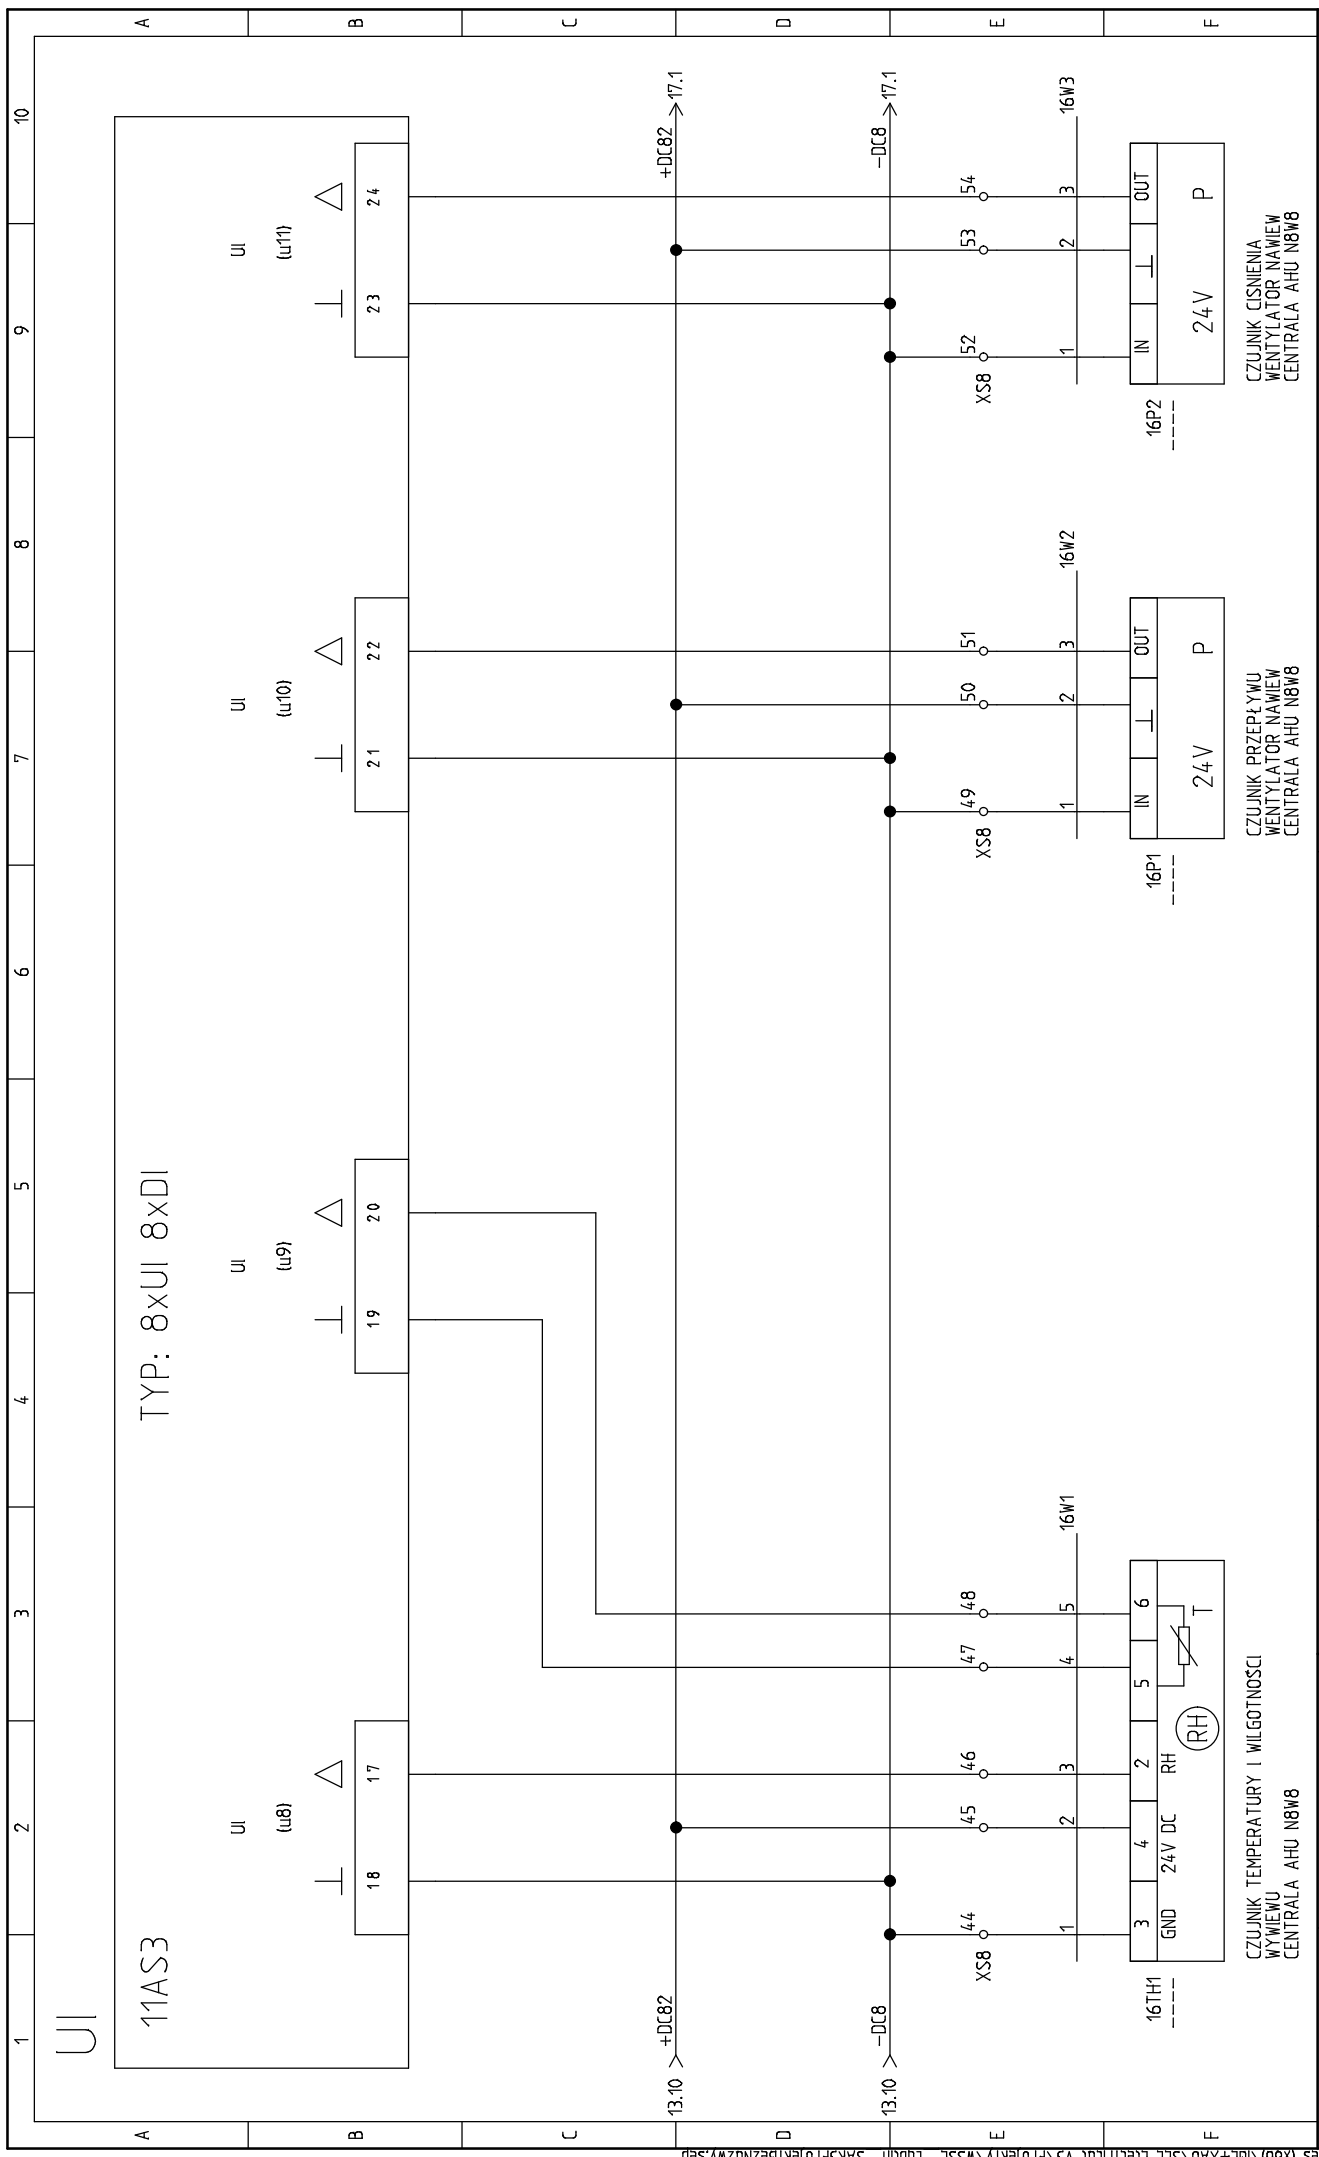 1 2 3 4 5 6 7 8 9 10
A A
B B
C C
D D
E E
F F
UI
11AS3
TYP: 8xUI 8xDI
UI UI UI UI
(u8) (u9) (u10) (u11)
18 17 19 20 21 22 23 24
13.10 +DC82 +DC82 17.1
13.10 -DC8 -DC8 17.1
44 45 46 47 48 49 50 51 52 53 54
XS8 XS8 XS8
1 2 3 4 5 16W1
1 2 3 16W2
1 2 3 16W3
16TH1
3 4 2 5 6
GND 24V DC RH
RH T
16P1
IN OUT
24V P
16P2
IN OUT
24V P
CZUJNIK TEMPERATURY I WILGOTNOŚCI
WYWIEWU
CENTRALA AHU N8W8
CZUJNIK PRZEPŁYWU
WENTYLATOR NAWIEW
CENTRALA AHU N8W8
CZUJNIK CIŚNIENIA
WENTYLATOR NAWIEW
CENTRALA AHU N8W8